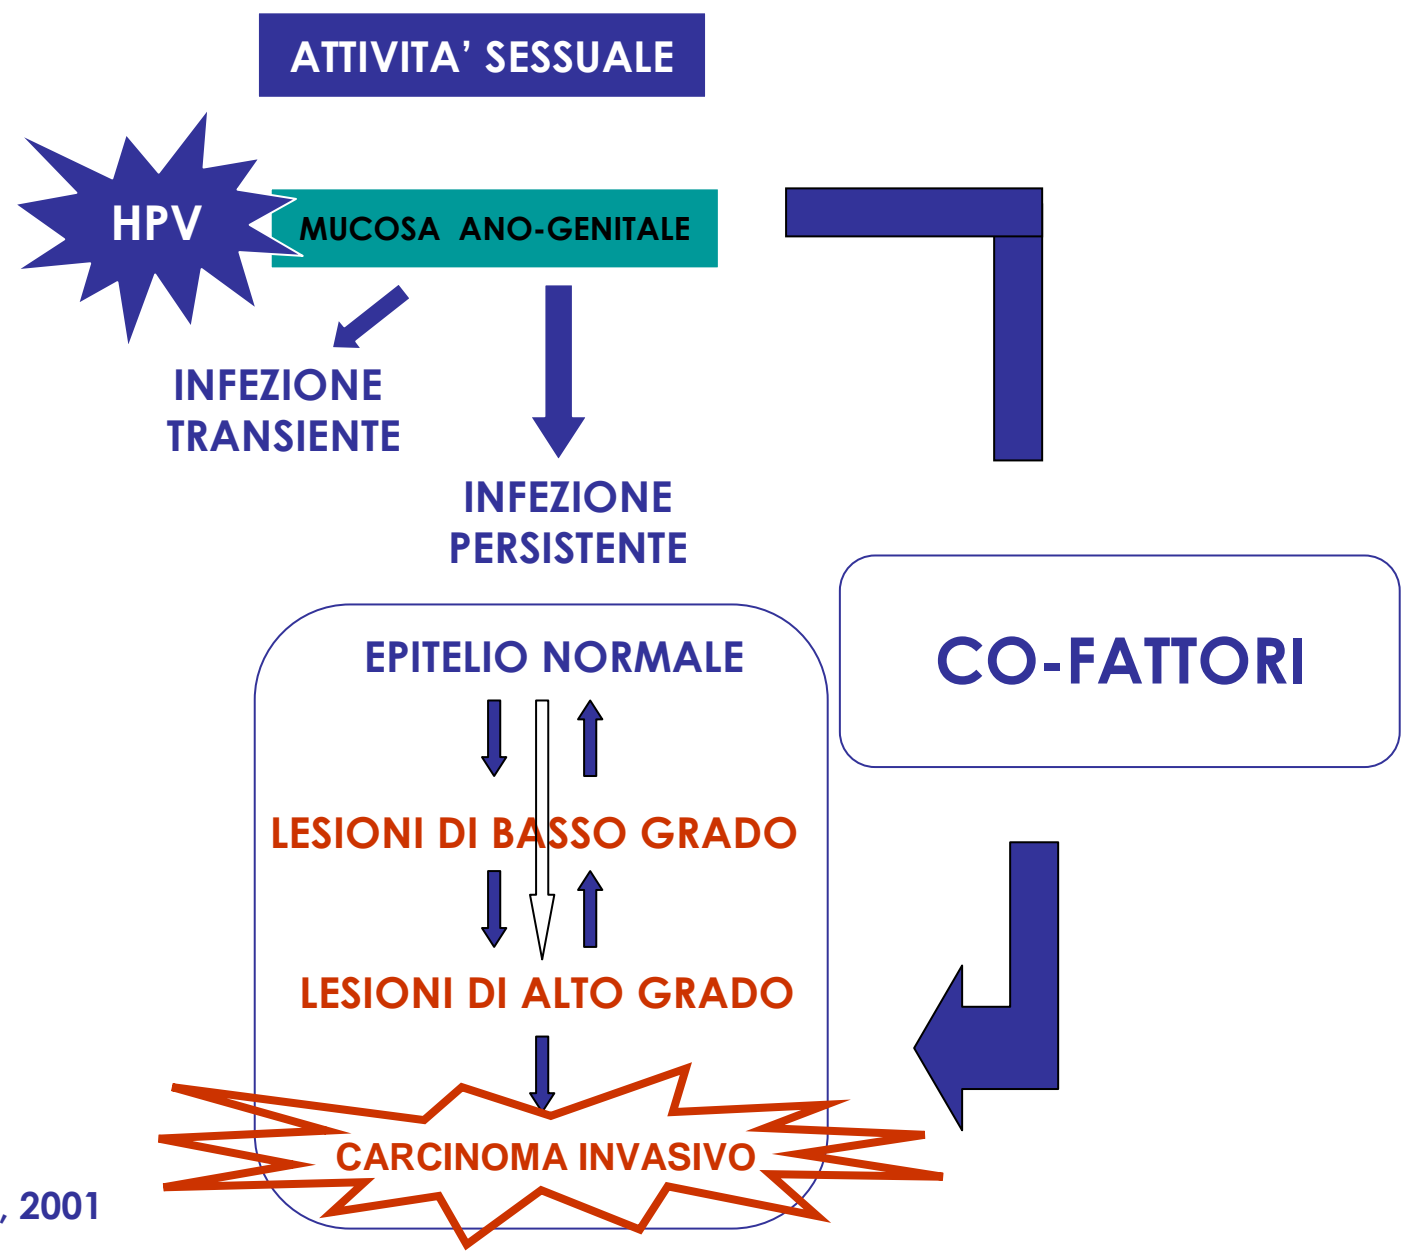 ATTIVITA’ SESSUALE
HPV
MUCOSA ANO-GENITALE
INFEZIONE
TRANSIENTE
INFEZIONE
PERSISTENTE
EPITELIO NORMALE
CO-FATTORI
LESIONI DI BASSO GRADO
LESIONI DI ALTO GRADO
CARCINOMA INVASIVO
, 2001